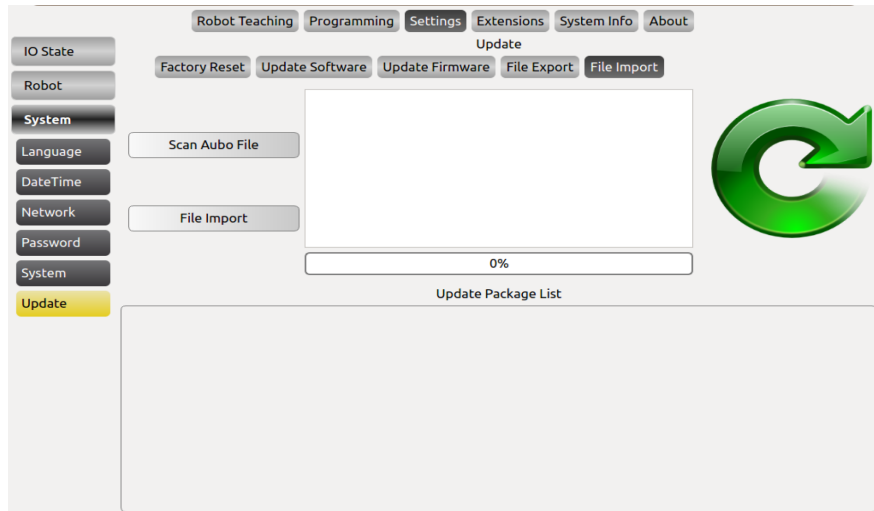 Robot Teaching Programming Settings Extensions System Info About
IO State
Update
Factory Reset Update Software Update Firmware File Export File Import
Robot
System
Scan Aubo File
Language
DateTime
Network
File Import
Password
0%
System
Update Package List
Update